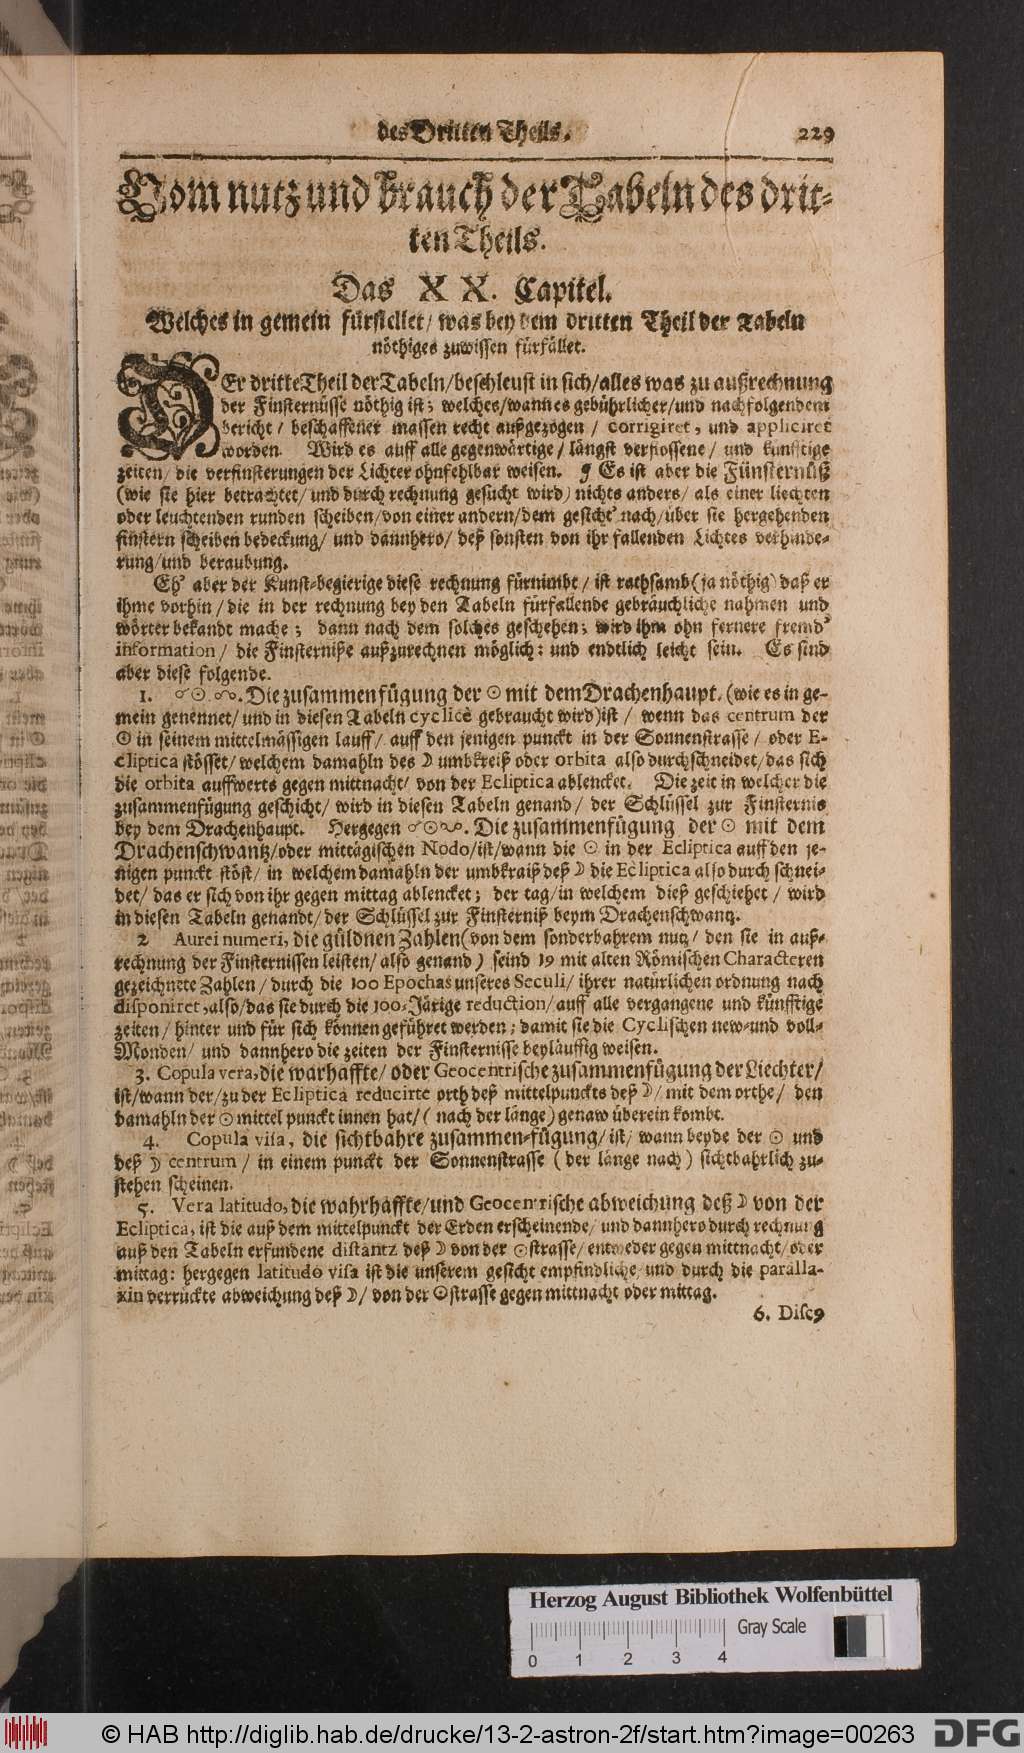 des Dritten Theils.
229
Vom nutz und brauch der Tabeln des drit-
ten Theils.
Das XX. Capitel.
Welches in gemein fürstellet/ was bey dem dritten Theil der Tabeln
nöthiges zuwissen fürfället.
DEr dritte Theil der Tabeln/beschleust in sich/alles was zu außrechnung
der Finsternüsse nöthig ist; welches/wann es gebührlicher/und nachfolgendem
bericht/ beschaffener massen recht außgezogen/ corrigiret, und appliciret
worden. Wird es auff alle gegenwärtige/ längst verflossene/ und künfftige
zeiten/ die verfinsterungen der Lichter ohnfehlbar weisen. ꝯ Es ist aber die Fünsternüß
(wie sie hier betrachtet/und durch rechnung gesucht wird) nichts anders/ als einer liechten
oder leuchtenden runden scheiben/von einer andern/dem gesicht' nach/über sie hergehenden
finstern scheiben bedeckung/ und dannhero/ deß sonsten von ihr fallenden Lichtes verhinde-
rung/und beraubung.
Eh' aber der Kunst-begierige diese rechnung fürnimbt/ ist rathsamb (ja nöthig) daß er
ihme vorhin/ die in der rechnung bey den Tabeln fürfallende gebräuchliche nahmen und
wörter bekandt mache; dann nach dem solches geschehen; wird ihm ohn fernere fremd'
information/ die Finsterniße außzurechnen möglich: und endtlich leicht sein. Es sind
aber diese folgende.
1. ☌☉.☊. Die zusammenfügung der ☉ mit dem Drachenhaupt. (wie es in ge-
mein genennet/ und in diesen Tabeln cyclicè gebraucht wird) ist/ wenn das centrum der
☉ in seinem mittelmässigen lauff/ auff den jenigen punckt in der Sonnenstrasse/ oder E-
cliptica stösset/ welchem damahln des ☽ umbkreiß oder orbita also durchschneidet/das sich
die orbita auffwerts gegen mittnacht/ von der Ecliptica ablencket. Die zeit in welcher die
zusammenfügung geschicht/ wird in diesen Tabeln genand/ der Schlüssel zur Finsternis
bey dem Drachenhaupt. Hergegen ☌☉☋. Die zusammenfügung der ☉ mit dem
Drachenschwantz/oder mittägischen Nodo/ist/wann die ☉ in der Ecliptica auff den je-
nigen punckt stöst/ in welchem damahln der umbkraiß deß ☽ die Ecliptica also durch schnei-
det/ das er sich von ihr gegen mittag ablencket; der tag/in welchem dieß geschiehet/ wird
in diesen Tabeln genandt/ der Schlüssel zur Finsterniß beym Drachenschwantz.
2 Aurei numeri, die güldnen Zahlen (von dem sonderbahrem nutz/ den sie in auß-
rechnung der Finsternissen leisten/ also genand) seind 19 mit alten Römischen Characteren
gezeichnete Zahlen/ durch die 100 Epochas unseres Seculi/ ihrer natürlichen ordnung nach
disponiret, also/das sie durch die 100-Järige reduction/ auff alle vergangene und künfftige
zeiten/ hinter und für sich können geführet werden; damit sie die Cyclischen new-und voll-
Monden/ und dannhero die zeiten der Finsternisse beyläuffig weisen.
3. Copula vera, die warhaffte/ oder Geocentrische zusammenfügung der Liechter/
ist/wann der/zu der Ecliptica reducirte orth deß mittelpunckts deß ☽/ mit dem orthe/ den
damahln der ☉ mittel punckt innen hat/ (nach der länge) genaw überein kombt.
4. Copula visa, die sichtbahre zusammen-fügung/ ist/ wann beyde der ☉ und
deß ☽ centrum/ in einem punckt der Sonnenstrasse (der länge nach) sichtbahrlich zu-
stehen scheinen.
5. Vera latitudo, die wahrhaffte/und Geocentrische abweichung deß ☽ von der
Ecliptica, ist die auß dem mittelpunckt der Erden erscheinende/ und dannhero durch rechnung
auß den Tabeln erfundene distantz deß ☽ von der ☉strasse/ entweder gegen mittnacht/ oder
mittag: hergegen latitudo visa ist die unserem gesicht empfindliche/ und durch die paralla-
xin verrückte abweichung deß ☽/ von der ☉strasse gegen mittnacht oder mittag.
6. Discꝰ
Herzog August Bibliothek Wolfenbüttel
Gray Scale
0 1 2 3 4
© HAB http://diglib.hab.de/drucke/13-2-astron-2f/start.htm?image=00263
DFG